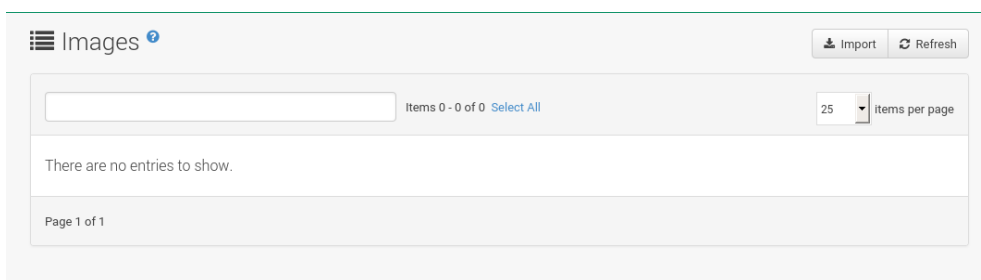 Images ?
Import Refresh
Items 0 - 0 of 0 Select All 25 items per page
There are no entries to show.
Page 1 of 1